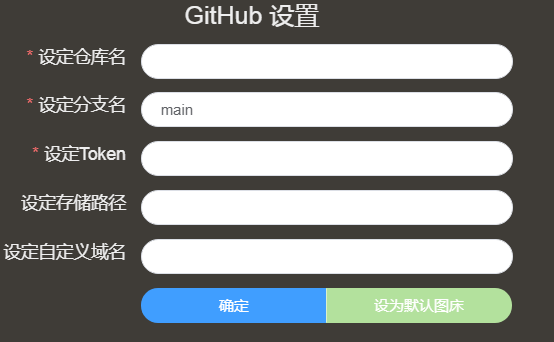 GitHub 设置
* 设定仓库名
* 设定分支名 main
* 设定Token
设定存储路径
设定自定义域名
确定 设为默认图床